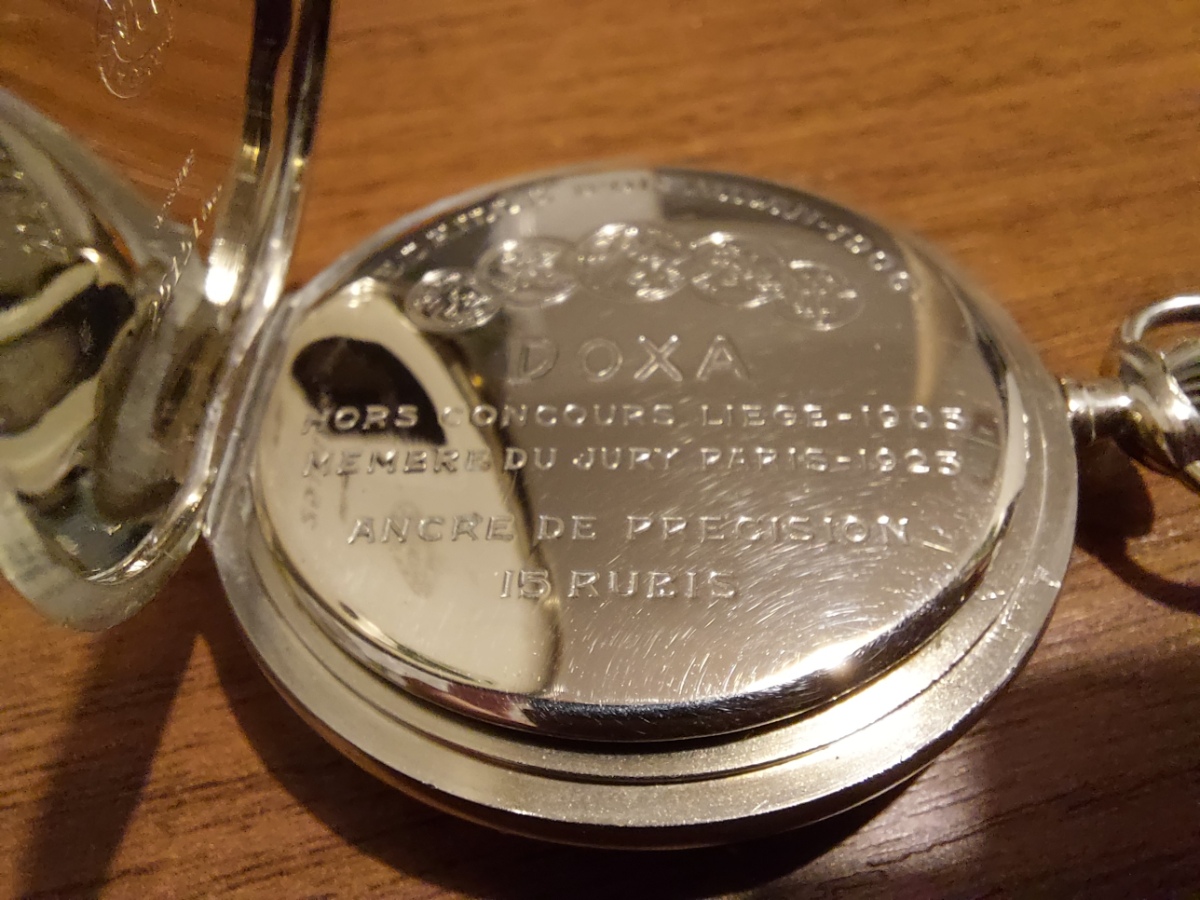 DOXA
HORS CONCOURS LIEGE-1905
MEMBRE DU JURY PARIS-1925
ANCRE DE PRECISION
15 RUBIS